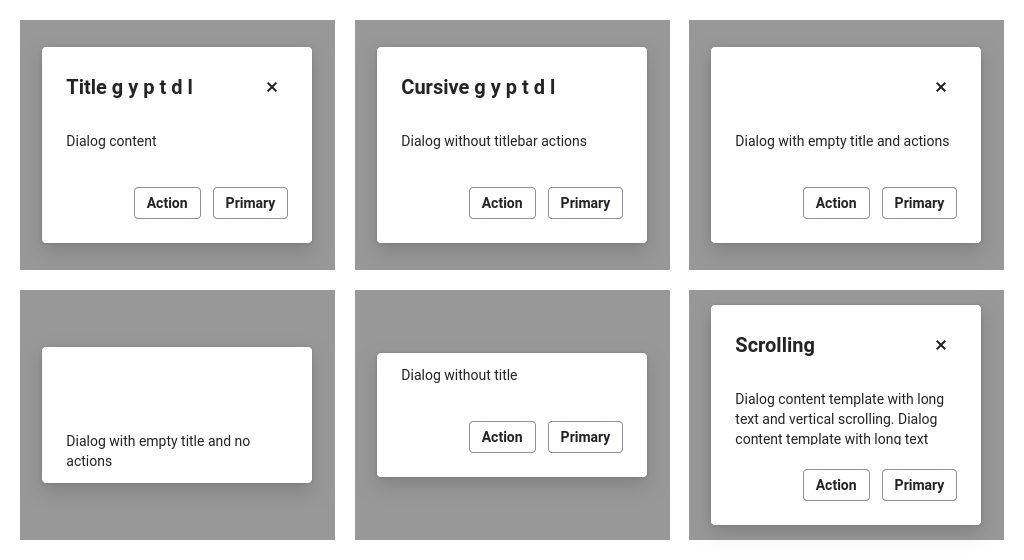 Title g y p t d l
Dialog content
Action Primary
Cursive g y p t d l
Dialog without titlebar actions
Action Primary
Dialog with empty title and actions
Action Primary
Dialog with empty title and no
actions
Dialog without title
Action Primary
Scrolling
Dialog content template with long
text and vertical scrolling. Dialog
content template with long text
Action Primary